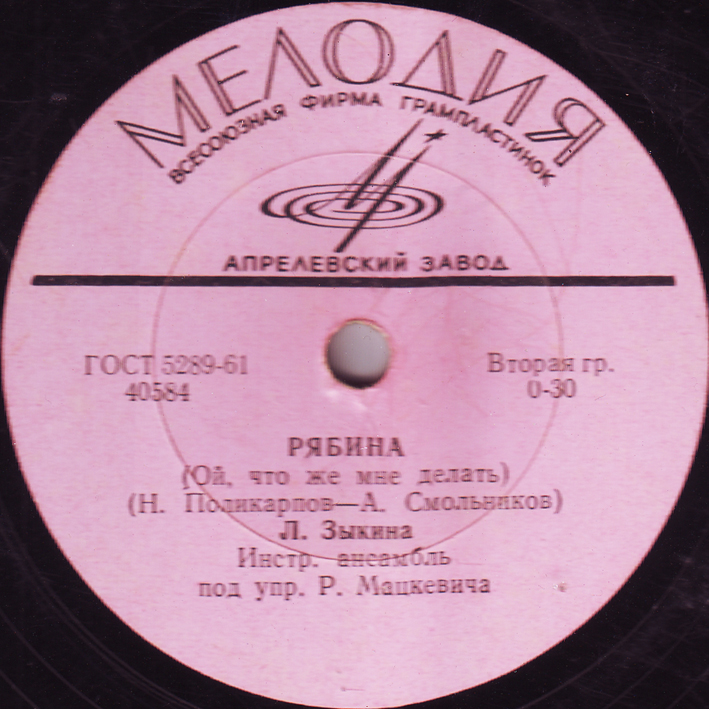 МЕЛОДИЯ
ВСЕСОЮЗНАЯ ФИРМА ГРАМПЛАСТИНОК
АПРЕЛЕВСКИЙ ЗАВОД
ГОСТ 5289-61
40584
Вторая гр.
0-30
РЯБИНА
(Ой, что же мне делать)
(Н. Поликарпов—А. Смольников)
Л. Зыкина
Инстр. ансамбль
под упр. Р. Мацкевича